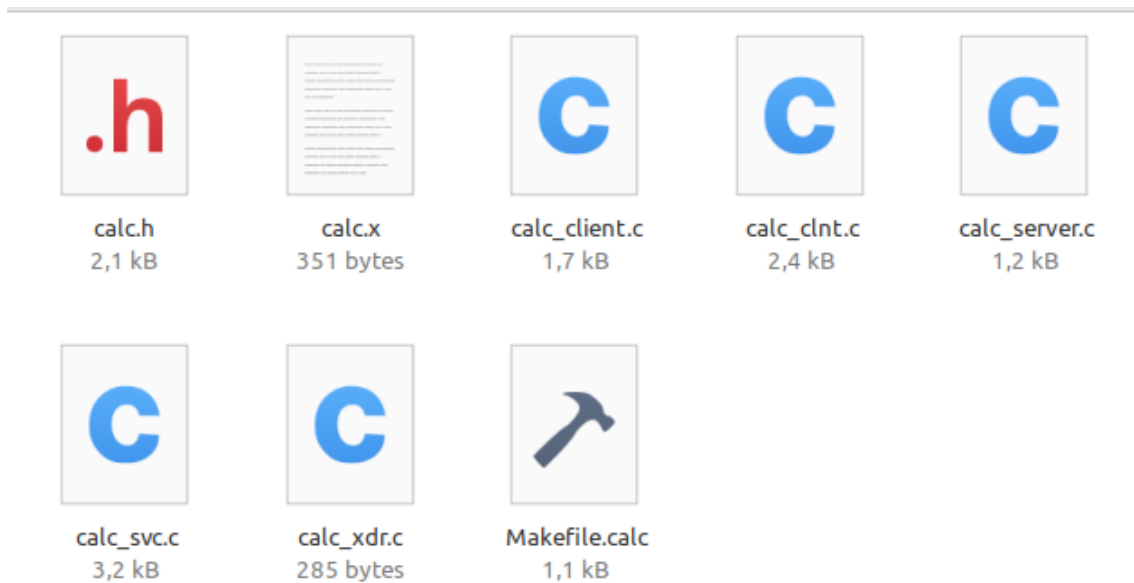 .h
C
C
C
calc.h
calc.x
calc_client.c
calc_clnt.c
calc_server.c
2,1 kB
351 bytes
1,7 kB
2,4 kB
1,2 kB
C
C
calc_svc.c
calc_xdr.c
Makefile.calc
3,2 kB
285 bytes
1,1 kB